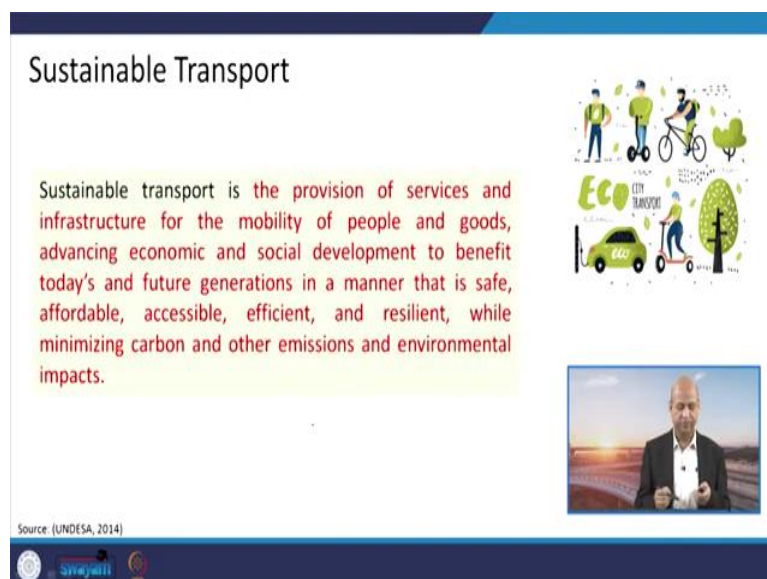 Sustainable Transport
Sustainable transport is the provision of services and
infrastructure for the mobility of people and goods,
advancing economic and social development to benefit
today's and future generations in a manner that is safe,
affordable, accessible, efficient, and resilient, while
minimizing carbon and other emissions and environmental
impacts.
ECO CITY
TRANSPORT
eco
Source: (UNDESA, 2014)
swayam